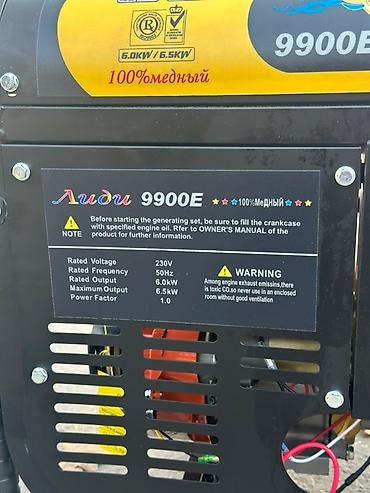 R
6.0KW / 6.5KW
9900E
100%медный
Лиди 9900E 100%МеДНЫЙ
NOTE
Before starting the generating set, be sure to fill the crankcase
with specified engine oil. Rfer to OWNER'S MANUAL of the
product for further information.
Rated Voltage 230V
Rated Frequency 50Hz
Rated Output 6.0kW
Maximum Output 6.5kW
Power Factor 1.0
WARNING
Among engine exhaust emissins,there
is toxic CO.so never use in an enclosed
room without good ventilation